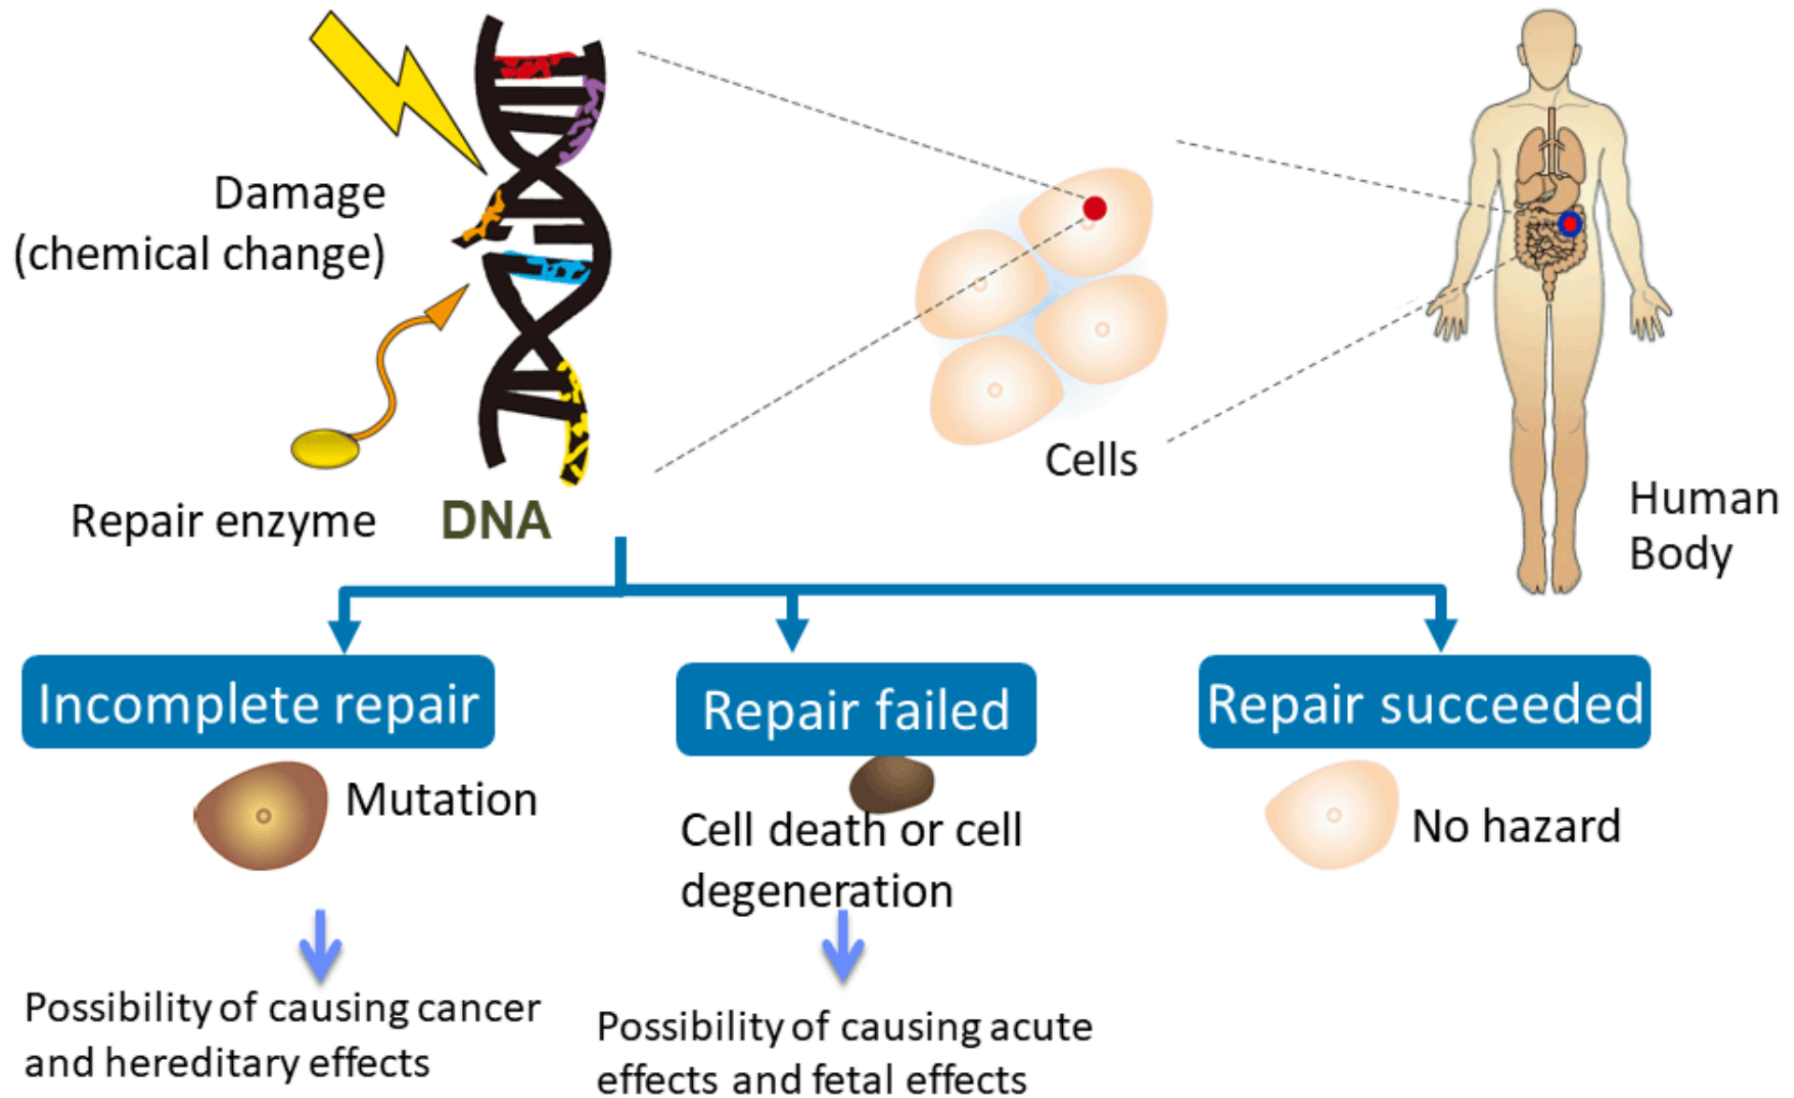 Damage
(chemical change)
Repair enzyme
DNA
Cells
Human
Body
Incomplete repair
Repair failed
Repair succeeded
Mutation
Cell death or cell
degeneration
No hazard
Possibility of causing cancer
and hereditary effects
Possibility of causing acute
effects and fetal effects